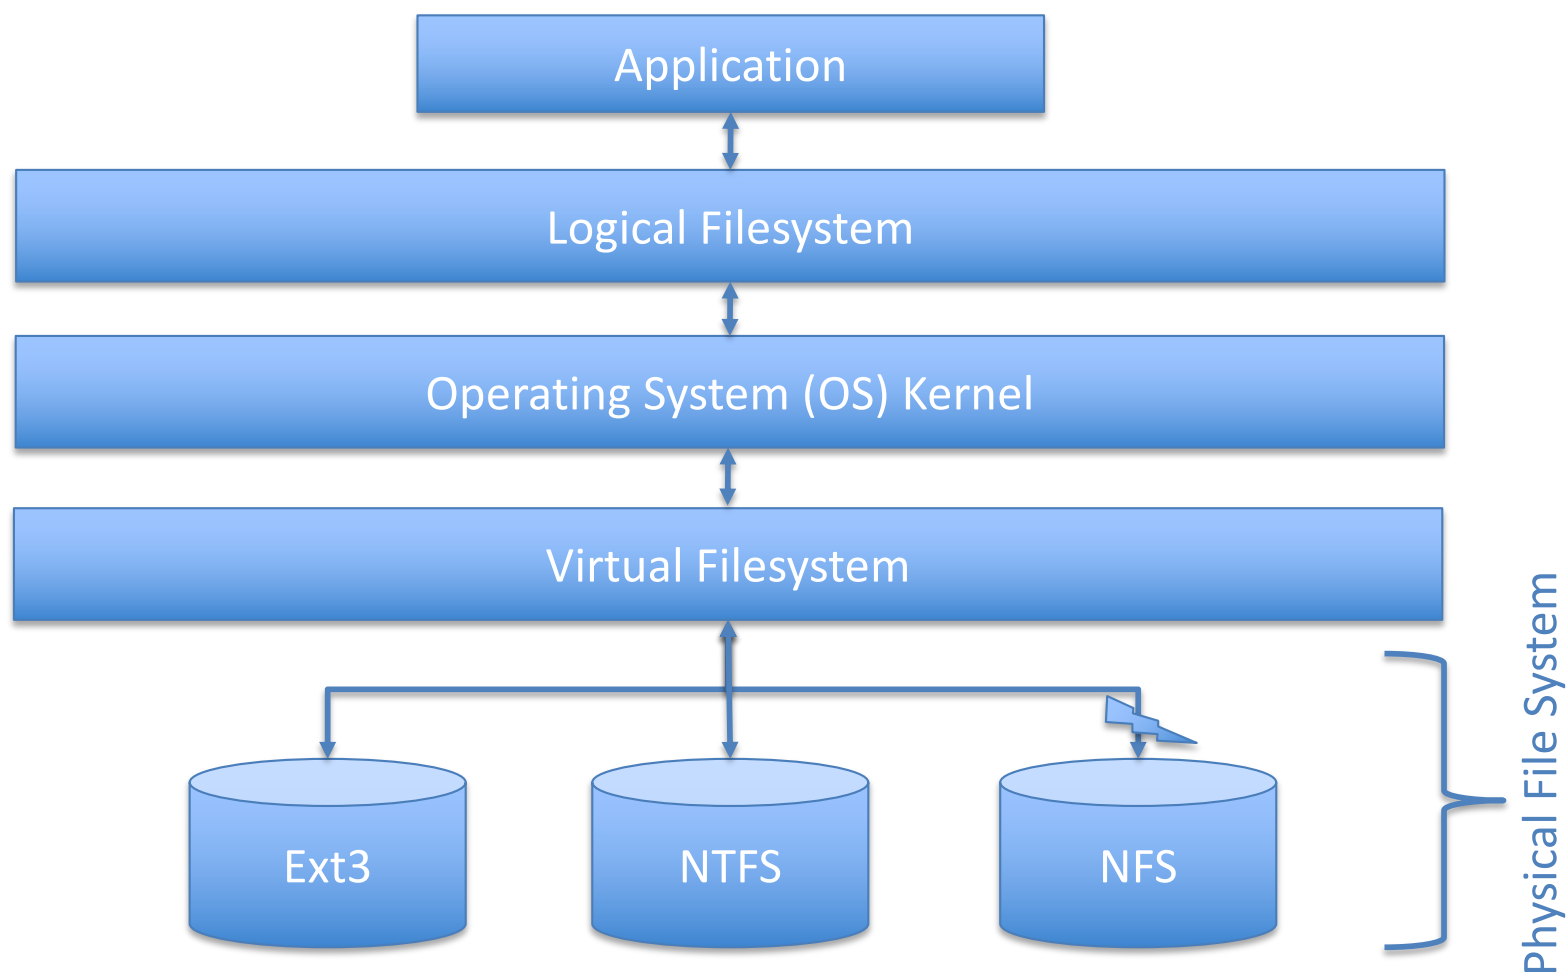 Application
Logical Filesystem
Operating System (OS) Kernel
Virtual Filesystem
Ext3
NTFS
NFS
Physical File System